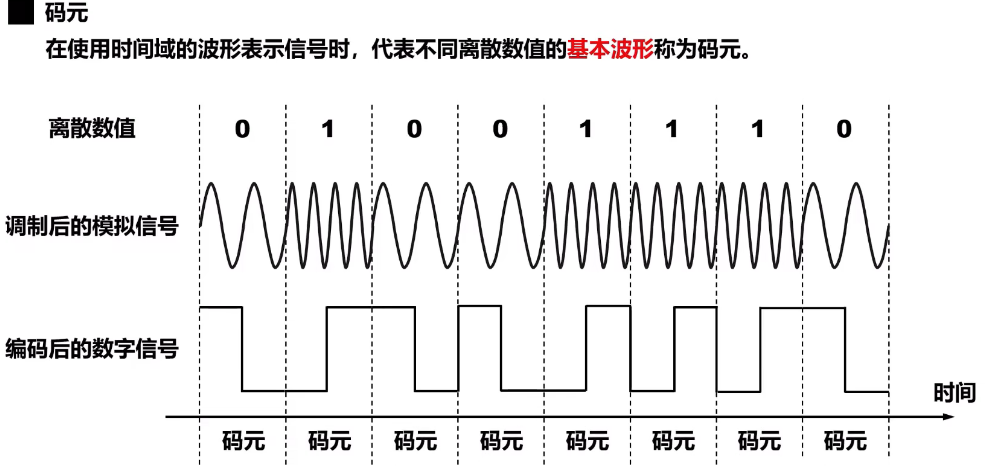 码元
在使用时间域的波形表示信号时，代表不同离散数值的基本波形称为码元。
离散数值 0 1 0 0 1 1 1 0
调制后的模拟信号
编码后的数字信号
时间
码元 码元 码元 码元 码元 码元 码元 码元